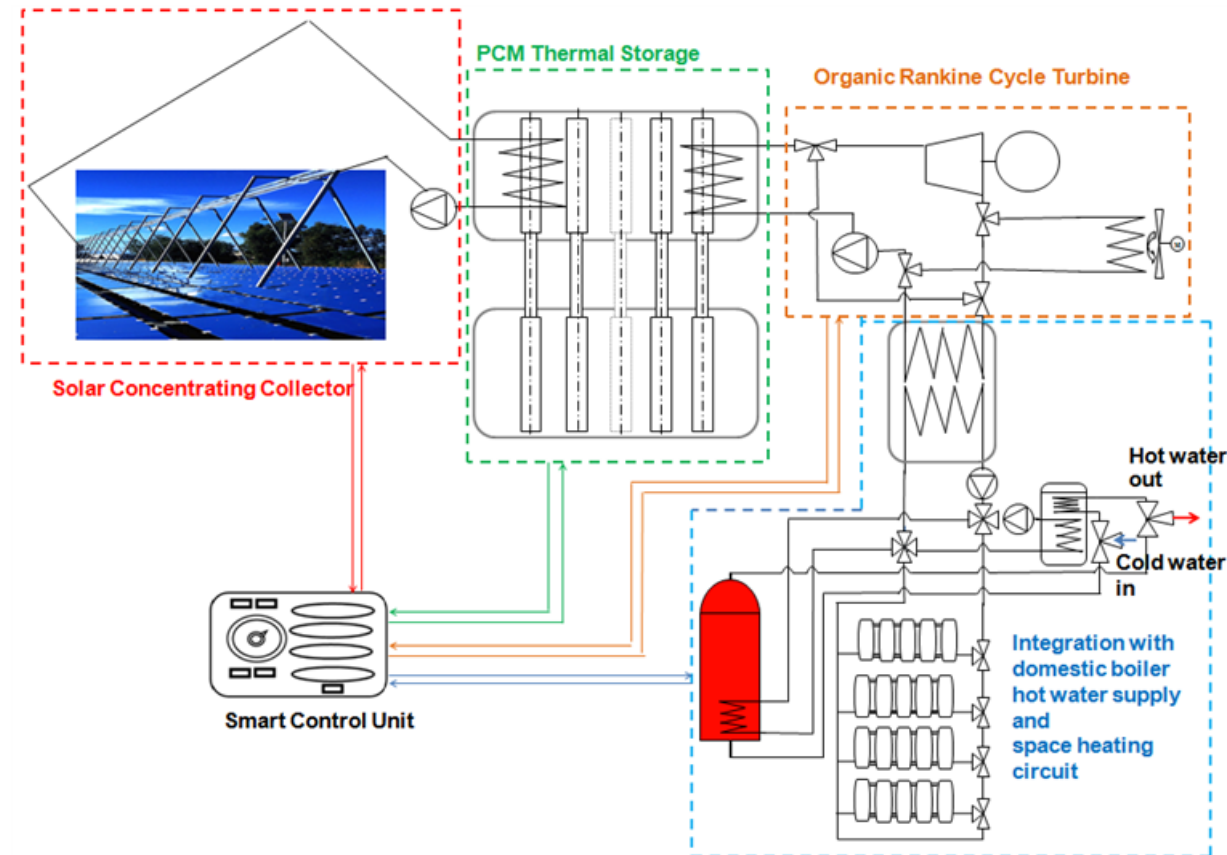 PCM Thermal Storage
Organic Rankine Cycle Turbine
Solar Concentrating Collector
Hot water
out
Cold water
in
Integration with
domestic boiler
hot water supply
and
space heating
circuit
Smart Control Unit